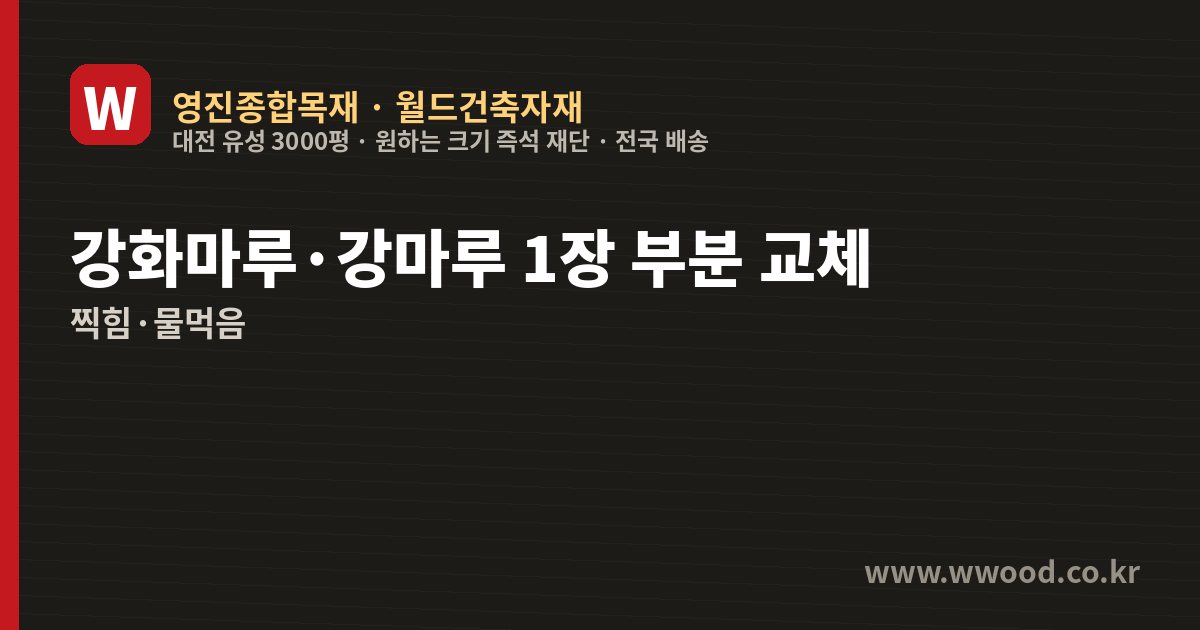 W
영진종합목재 · 월드건축자재
대전 유성 3000평 · 원하는 크기 즉석 재단 · 전국 배송
강화마루·강마루 1장 부분 교체
찍힘·물먹음
www.wwood.co.kr